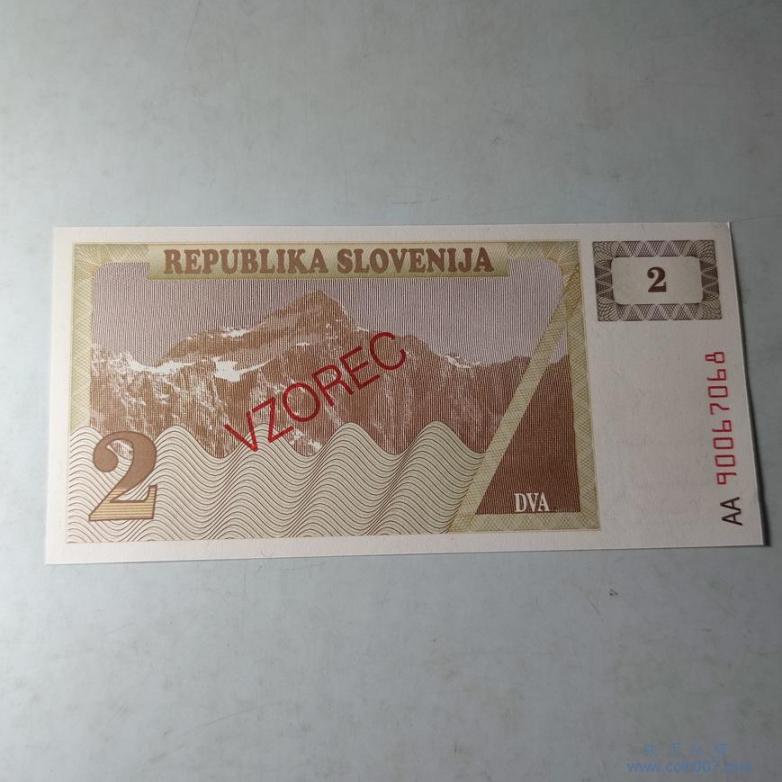 REPUBLIKA SLOVENIJA
2
VZOREC
2
DVA
AA 90067068